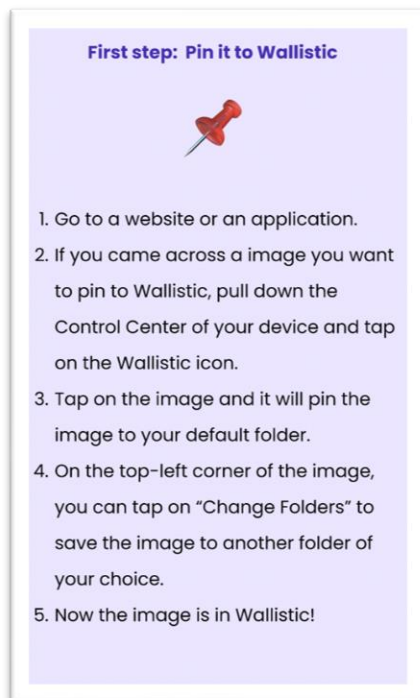 First step: Pin it to Wallistic
1. Go to a website or an application.
2. If you came across a image you want
to pin to Wallistic, pull down the
Control Center of your device and tap
on the Wallistic icon.
3. Tap on the image and it will pin the
image to your default folder.
4. On the top-left corner of the image,
you can tap on “Change Folders” to
save the image to another folder of
your choice.
5. Now the image is in Wallistic!